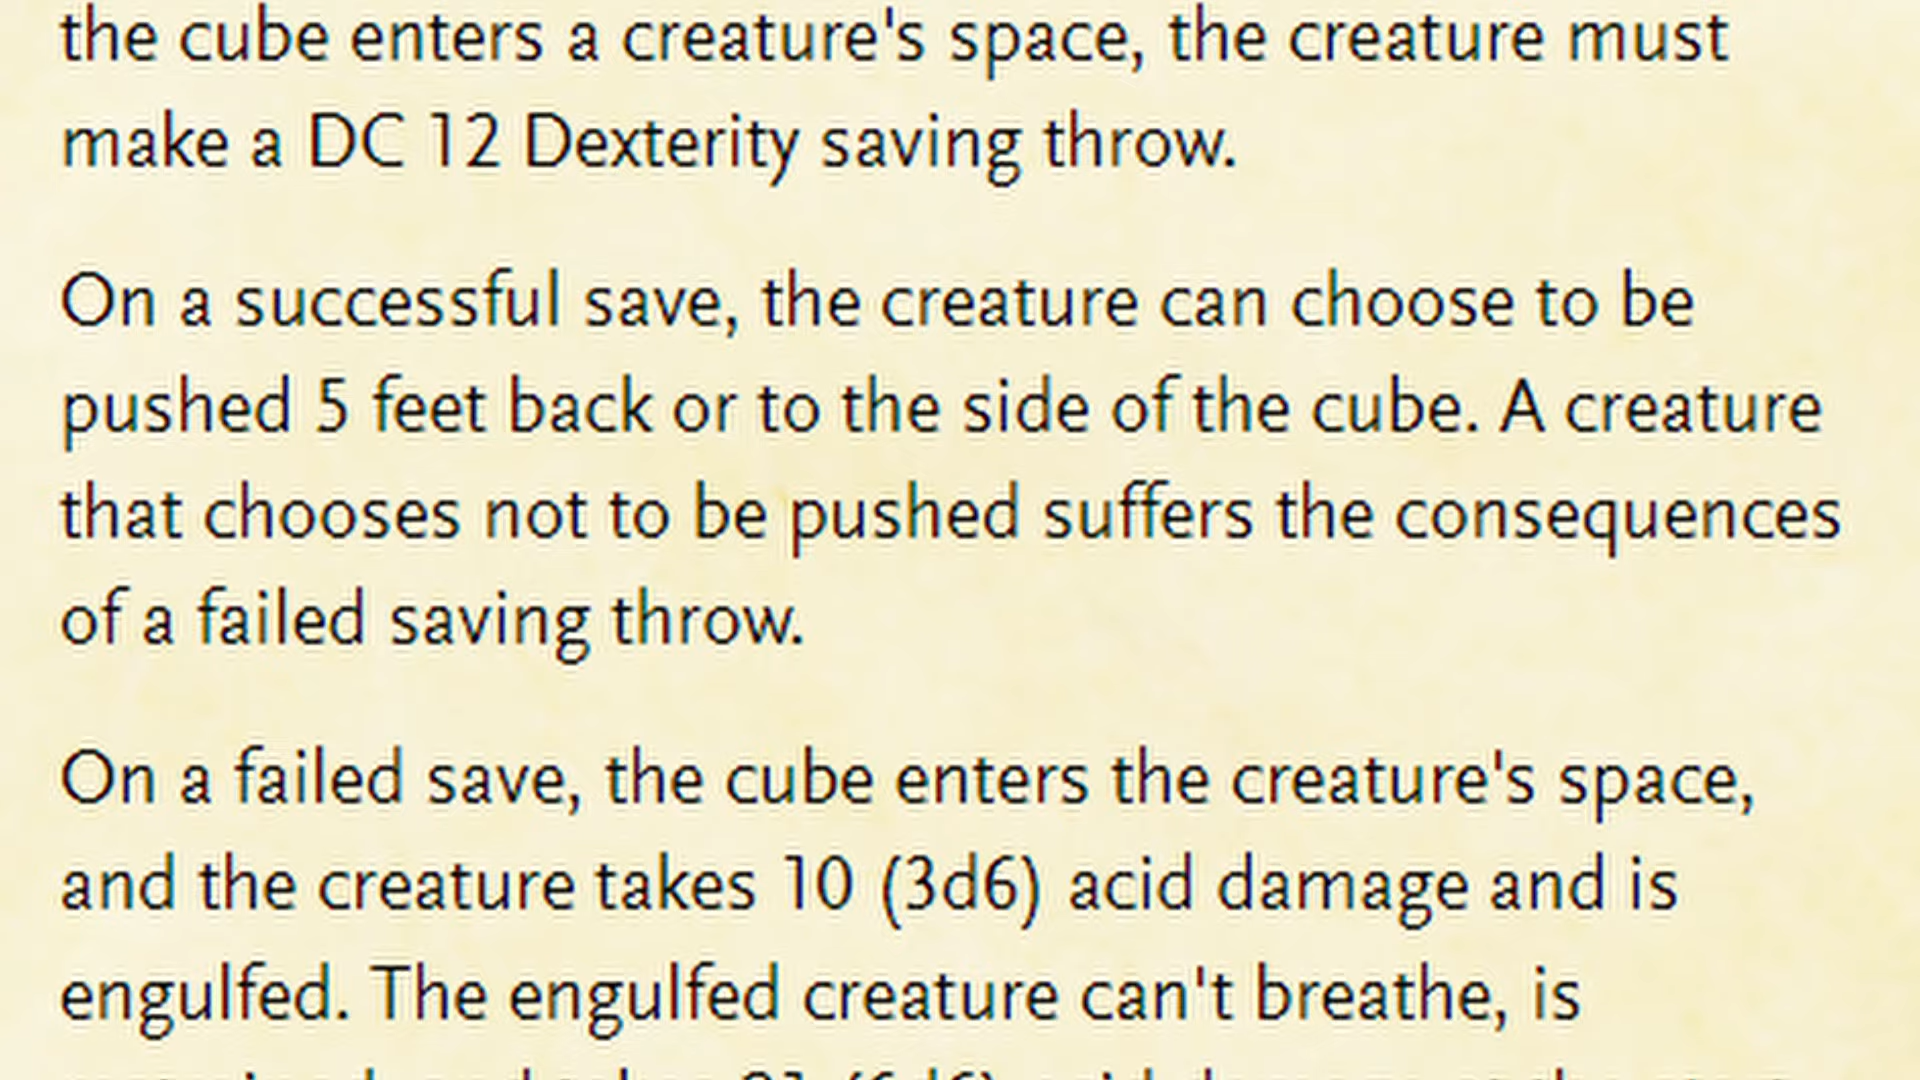 the cube enters a creature's space, the creature must
make a DC 12 Dexterity saving throw.
On a successful save, the creature can choose to be
pushed 5 feet back or to the side of the cube. A creature
that chooses not to be pushed suffers the consequences
of a failed saving throw.
On a failed save, the cube enters the creature's space,
and the creature takes 10 (3d6) acid damage and is
engulfed. The engulfed creature can't breathe, is